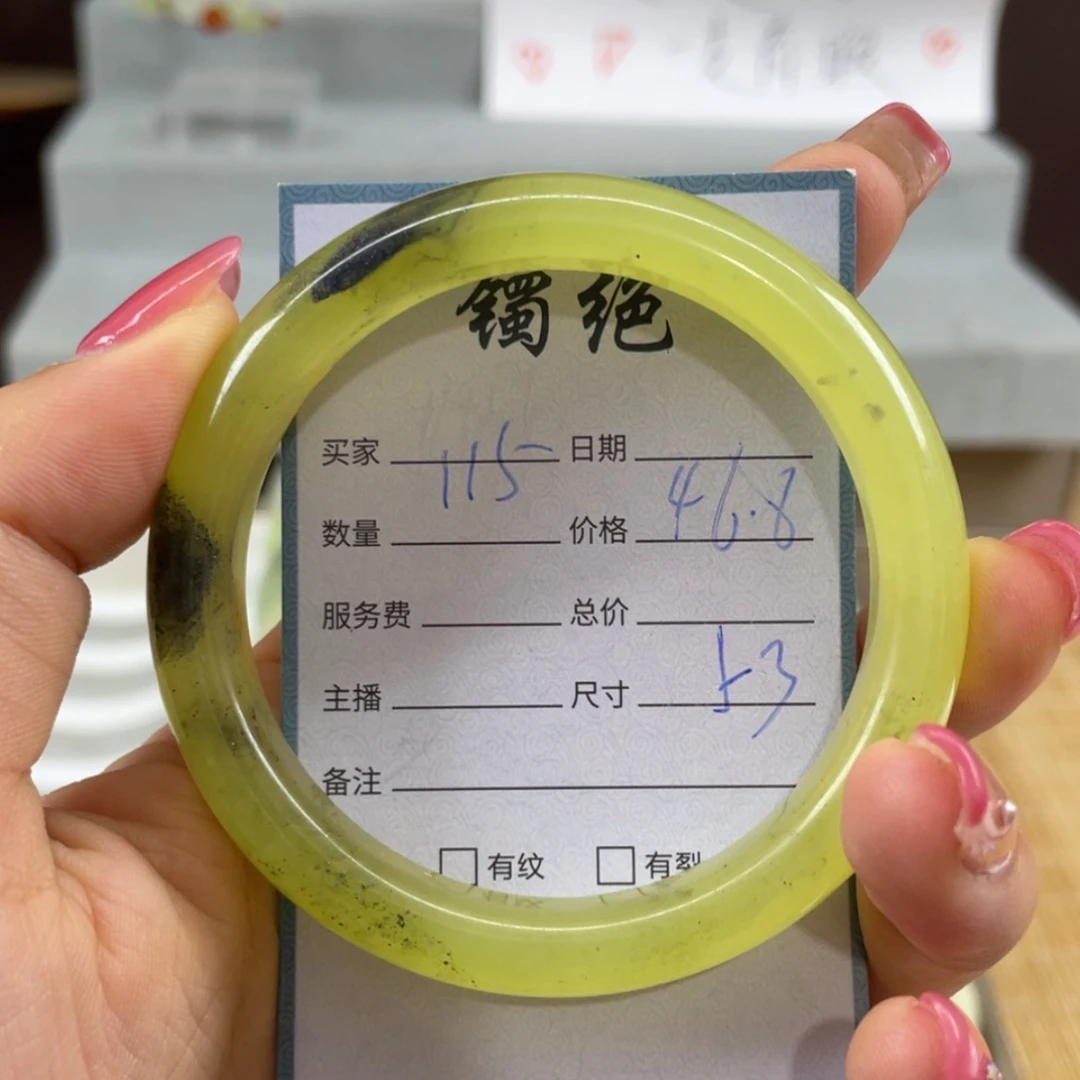 镯绝
买家 115 日期
数量 价格 46.8
服务费 总价
主播 尺寸 53
备注
有纹 有裂